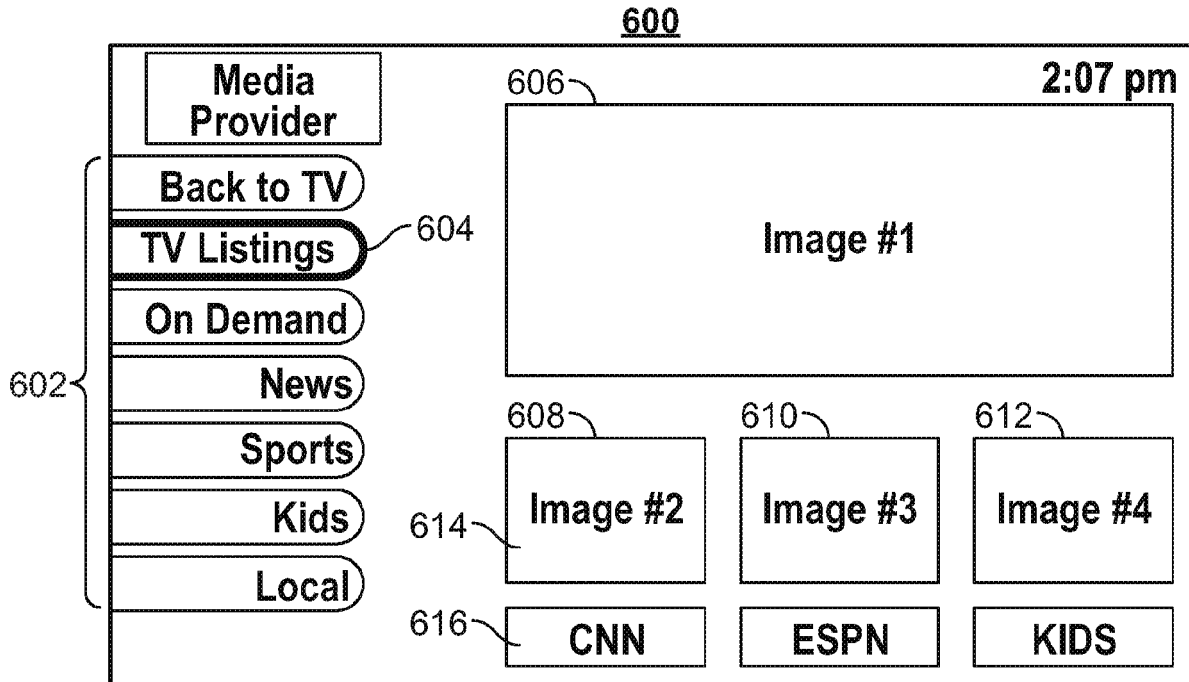 600
Media
Provider
2:07 pm
606
Back to TV
TV Listings
604
Image #1
On Demand
602
News
Sports
Kids
Local
608
610
612
Image #2
Image #3
Image #4
614
616
CNN
ESPN
KIDS